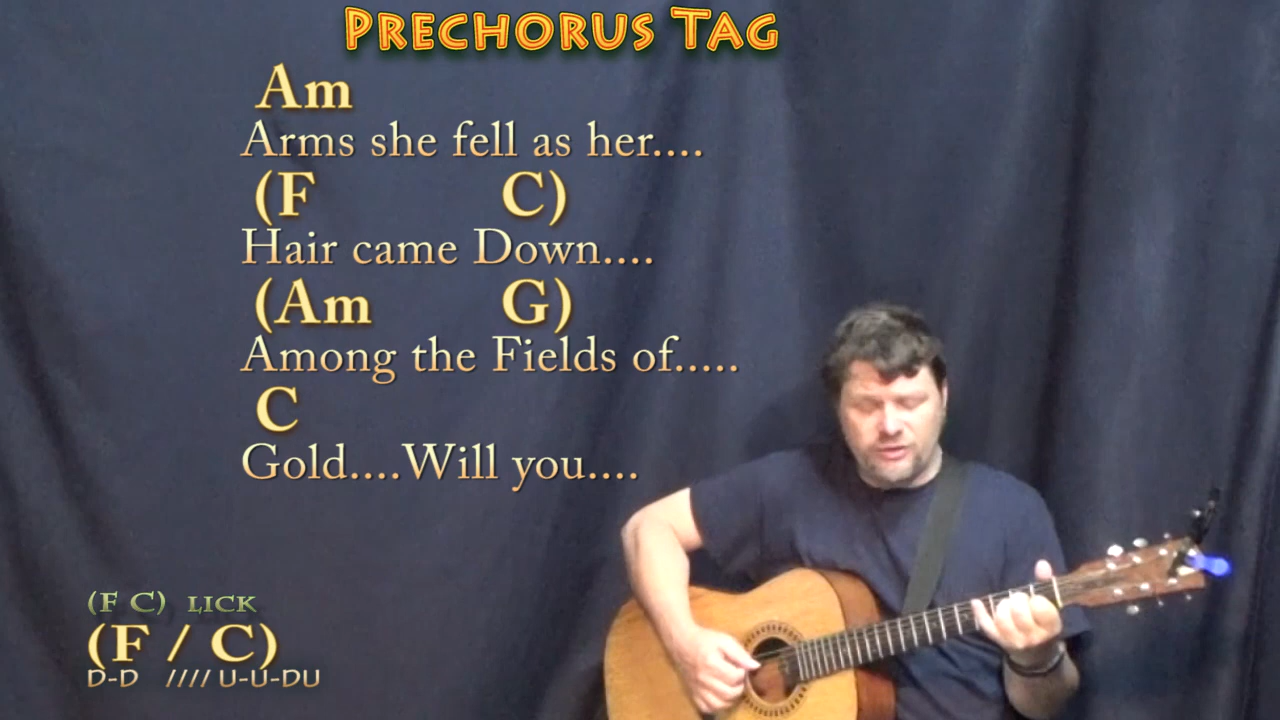 PRECHORUS TAG
Am
Arms she fell as her....
(F C)
Hair came Down....
(Am G)
Among the Fields of.....
C
Gold....Will you....
(F C) LICK
(F / C)
D-D //// U-U-DU